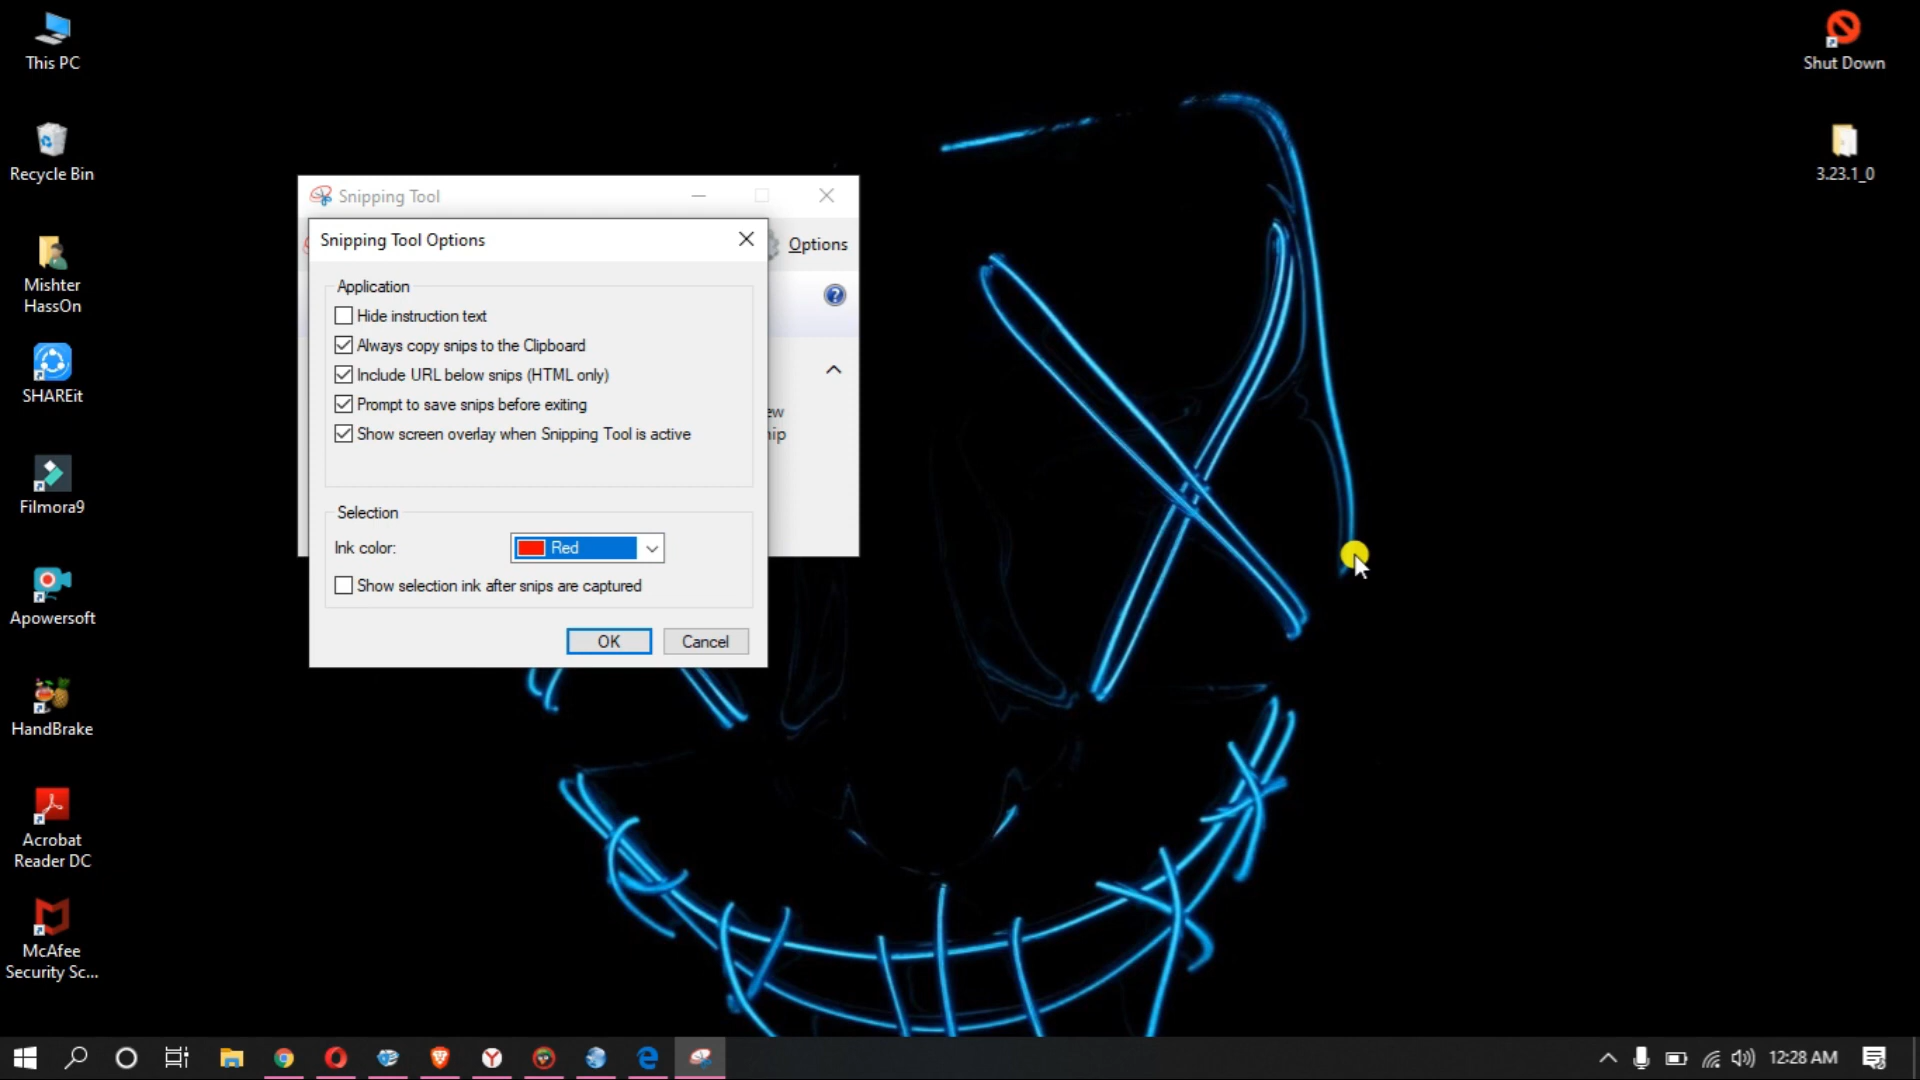 This PC
Recycle Bin
Mishter
HassOn
SHAREit
Filmora9
Apowersoft
HandBrake
Acrobat
Reader DC
McAfee
Security Sc...
Shut Down
3.23.1_0
Snipping Tool
Options
Snipping Tool Options
Application
Hide instruction text
Always copy snips to the Clipboard
Include URL below snips (HTML only)
Prompt to save snips before exiting
Show screen overlay when Snipping Tool is active
Selection
Ink color:
Red
Show selection ink after snips are captured
OK
Cancel
12:28 AM